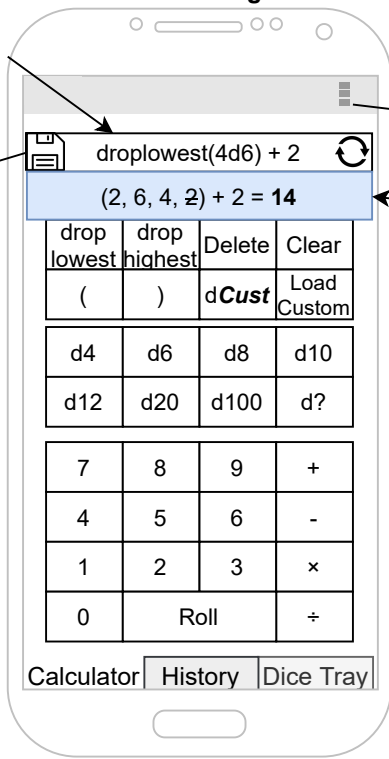 droplowest(4d6) + 2
(2, 6, 4, 2) + 2 = 14
drop lowest drop highest Delete Clear
( ) dCust Load Custom
d4 d6 d8 d10
d12 d20 d100 d?
7 8 9 +
4 5 6 -
1 2 3 ×
0 Roll ÷
Calculator History Dice Tray